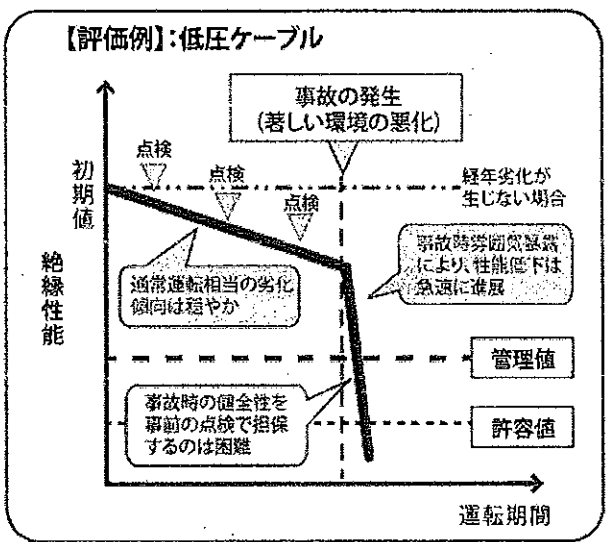 【評価例】:低圧ケーブル
事故の発生
(著しい環境の悪化)
点検
点検
点検
初期値
経年劣化が
生じない場合
絶縁性能
通常運転相当の劣化
傾向は穏やか
事故時雰囲気暴露
により、性能低下は
急速に進展
管理値
事故時の健全性を
事前の点検で担保
するのは困難
許容値
運転期間